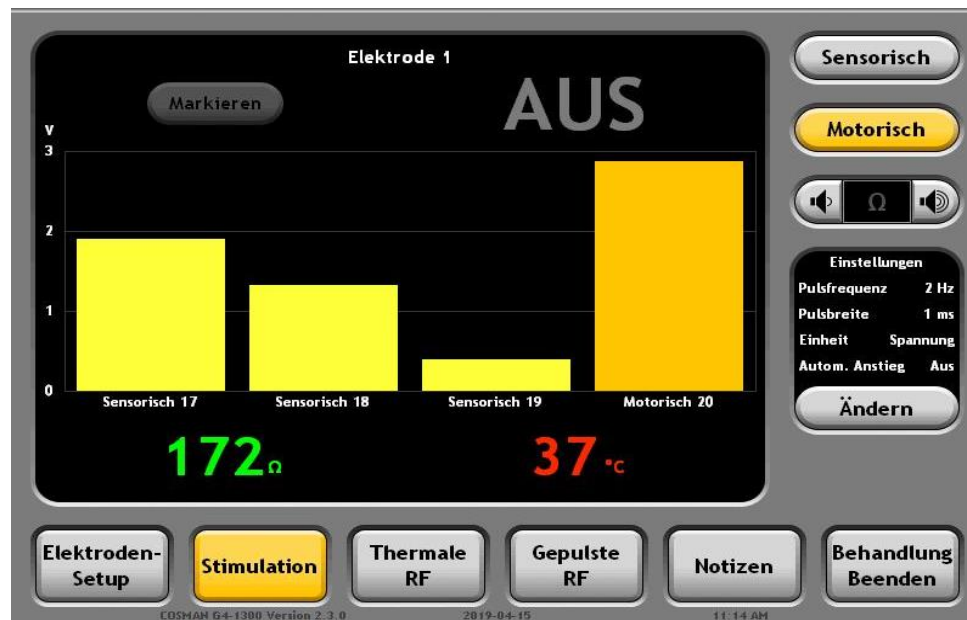 Elektrode 1
Markieren
AUS
V
3
2
1
0
Sensorisch 17
Sensorisch 18
Sensorisch 19
Motorisch 20
172 Ω
37 °C
Sensorisch
Motorisch
Ω
Einstellungen
Pulsfrequenz 2 Hz
Pulsbreite 1 ms
Einheit Spannung
Autom. Anstieg Aus
Ändern
Elektroden-
Setup
Stimulation
Thermale
RF
Gepulste
RF
Notizen
Behandlung
Beenden
COSMAN G4-1300 Version 2.3.0 2019-04-15 11:14 AM